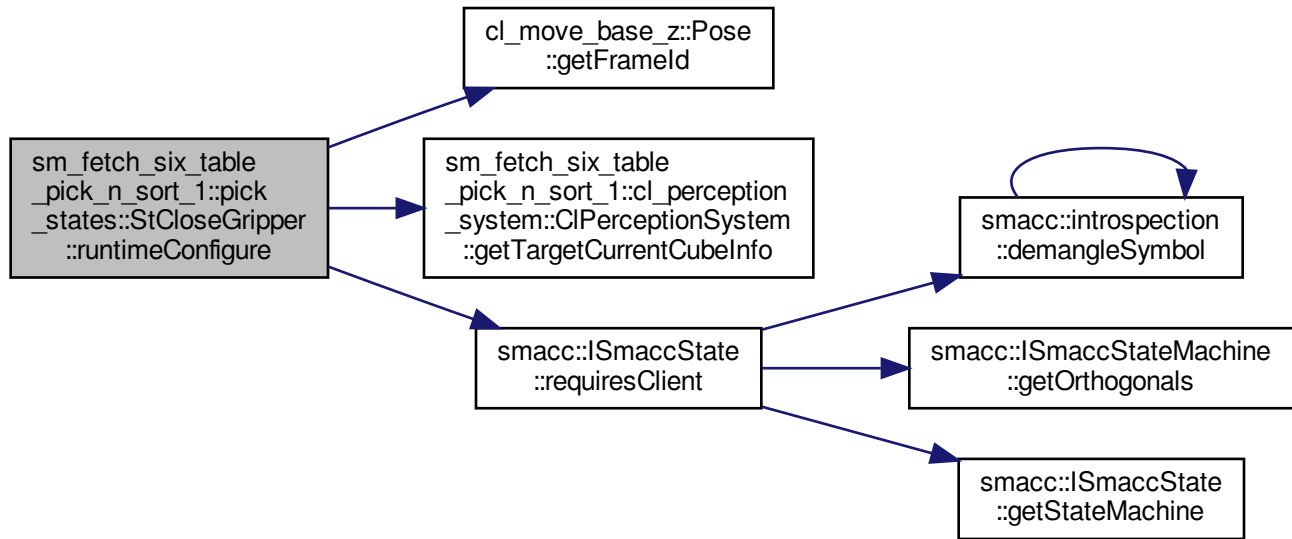 cl_move_base_z::Pose
::getFrameId
sm_fetch_six_table
_pick_n_sort_1::pick
_states::StCloseGripper
::runtimeConfigure
sm_fetch_six_table
_pick_n_sort_1::cl_perception
_system::ClPerceptionSystem
::getTargetCurrentCubeInfo
smacc::introspection
::demangleSymbol
smacc::ISmaccState
::requiresClient
smacc::ISmaccStateMachine
::getOrthogonals
smacc::ISmaccState
::getStateMachine